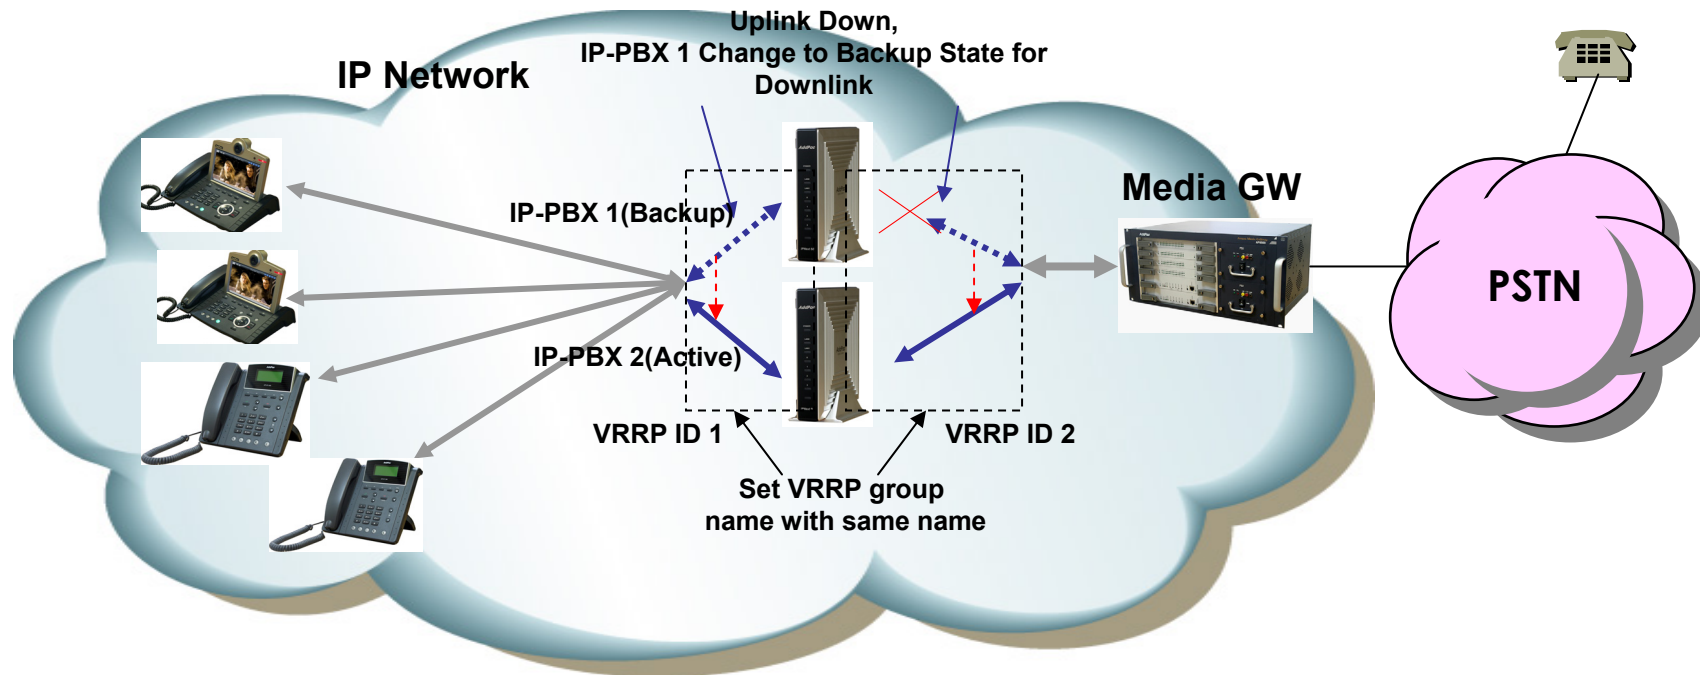 Uplink Down,
IP-PBX 1 Change to Backup State for
Downlink
IP Network
Media GW
IP-PBX 1(Backup)
PSTN
IP-PBX 2(Active)
VRRP ID 1
VRRP ID 2
Set VRRP group
name with same name